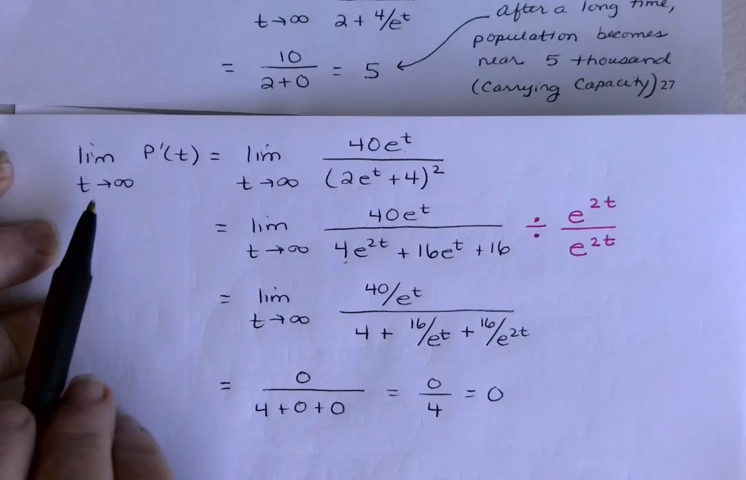 t→∞ 2 + 4/e^t
= 10/(2+0) = 5
after a long time,
population becomes
near 5 thousand
(Carrying Capacity) 27
lim t→∞ P'(t) = lim t→∞ 40e^t/(2e^t + 4)^2
= lim t→∞ 40e^t/(4e^2t + 16e^t + 16) ÷ e^2t/e^2t
= lim t→∞ (40/e^t)/(4 + 16/e^t + 16/e^2t)
= 0/(4+0+0) = 0/4 = 0